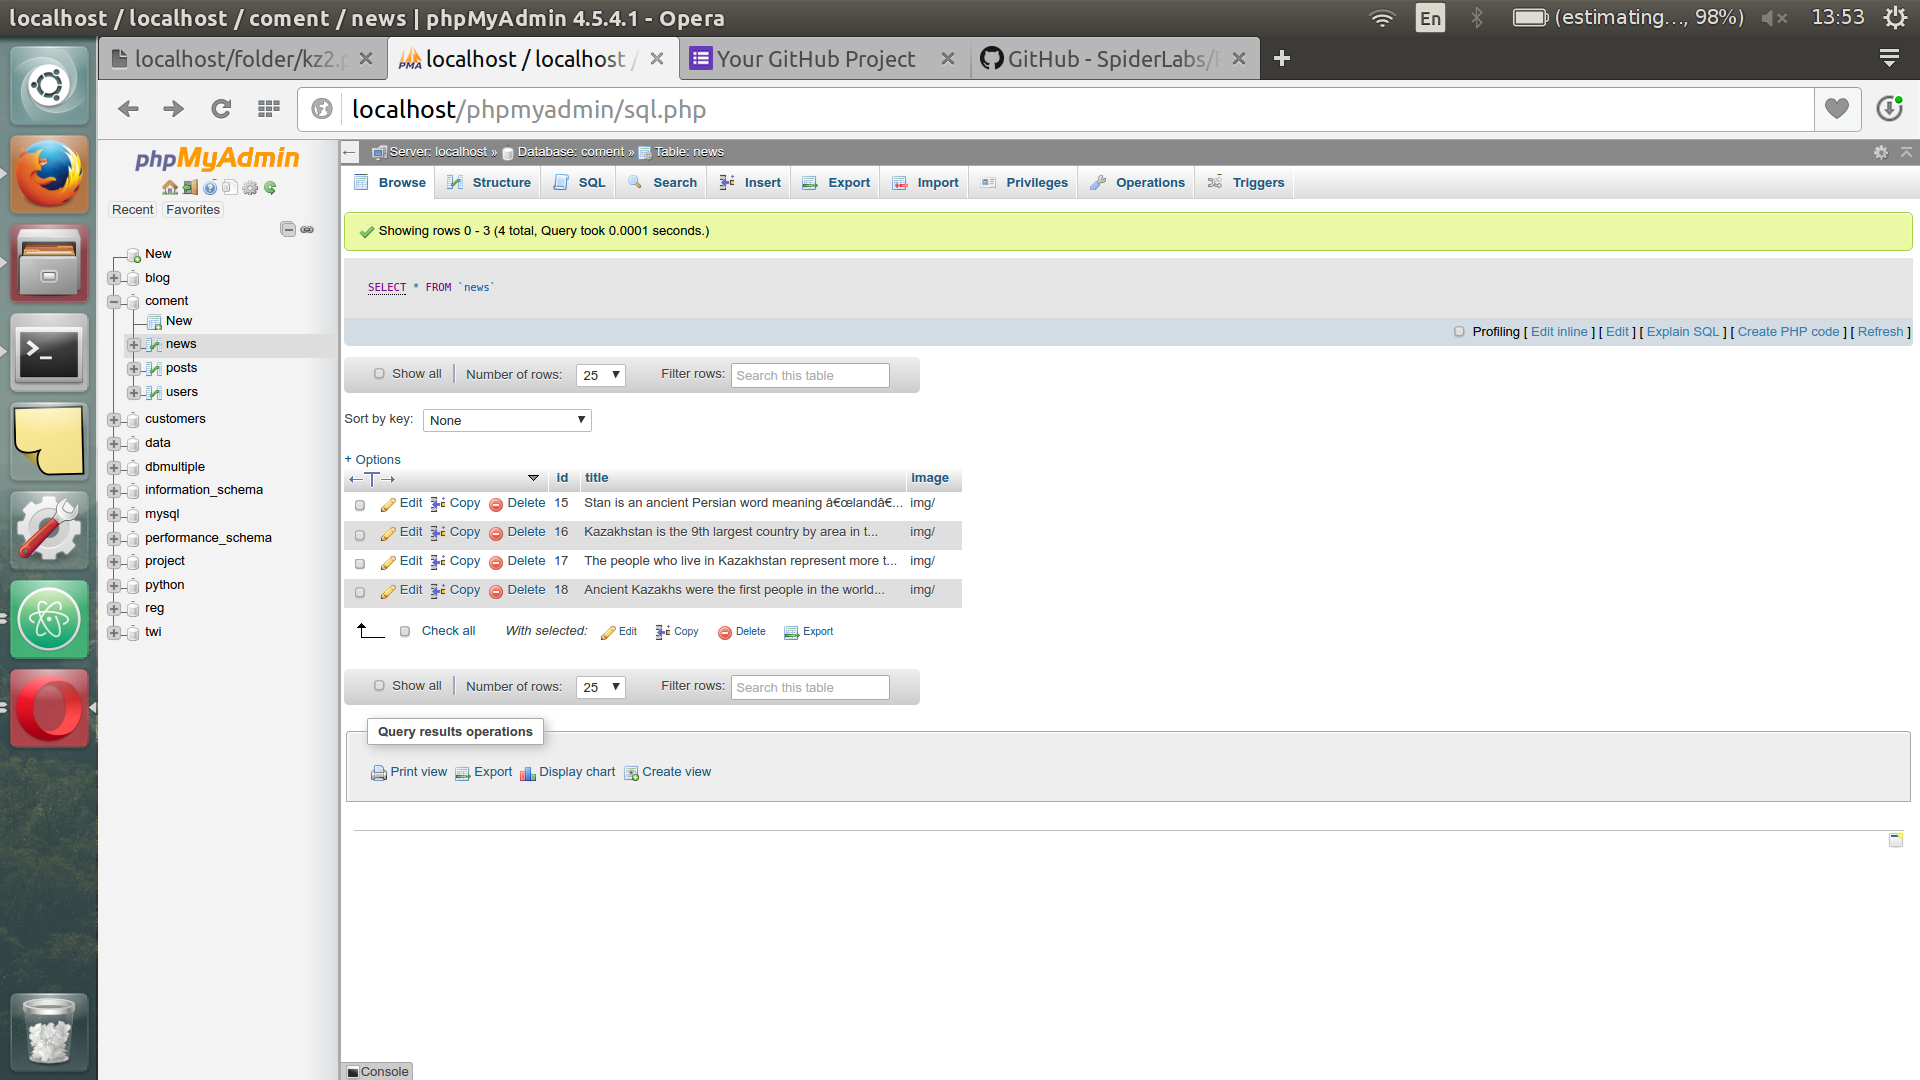 localhost / localhost / coment / news | phpMyAdmin 4.5.4.1 - Opera
En (estimating..., 98%) 13:53
localhost/folder/kz2.p
localhost / localhost /
Your GitHub Project
GitHub - SpiderLabs/
localhost/phpmyadmin/sql.php
phpMyAdmin
Recent Favorites
New
blog
coment
New
news
posts
users
customers
data
dbmultiple
information_schema
mysql
performance_schema
project
python
reg
twi
Server: localhost » Database: coment » Table: news
Browse Structure SQL Search Insert Export Import Privileges Operations Triggers
Showing rows 0 - 3 (4 total, Query took 0.0001 seconds.)
SELECT * FROM `news`
Profiling [ Edit inline ] [ Edit ] [ Explain SQL ] [ Create PHP code ] [ Refresh ]
Show all Number of rows: 25 Filter rows: Search this table
Sort by key: None
+ Options
id title image
Edit Copy Delete 15 Stan is an ancient Persian word meaning â€œlandâ€... img/
Edit Copy Delete 16 Kazakhstan is the 9th largest country by area in t... img/
Edit Copy Delete 17 The people who live in Kazakhstan represent more t... img/
Edit Copy Delete 18 Ancient Kazakhs were the first people in the world... img/
Check all With selected: Edit Copy Delete Export
Show all Number of rows: 25 Filter rows: Search this table
Query results operations
Print view Export Display chart Create view
Console